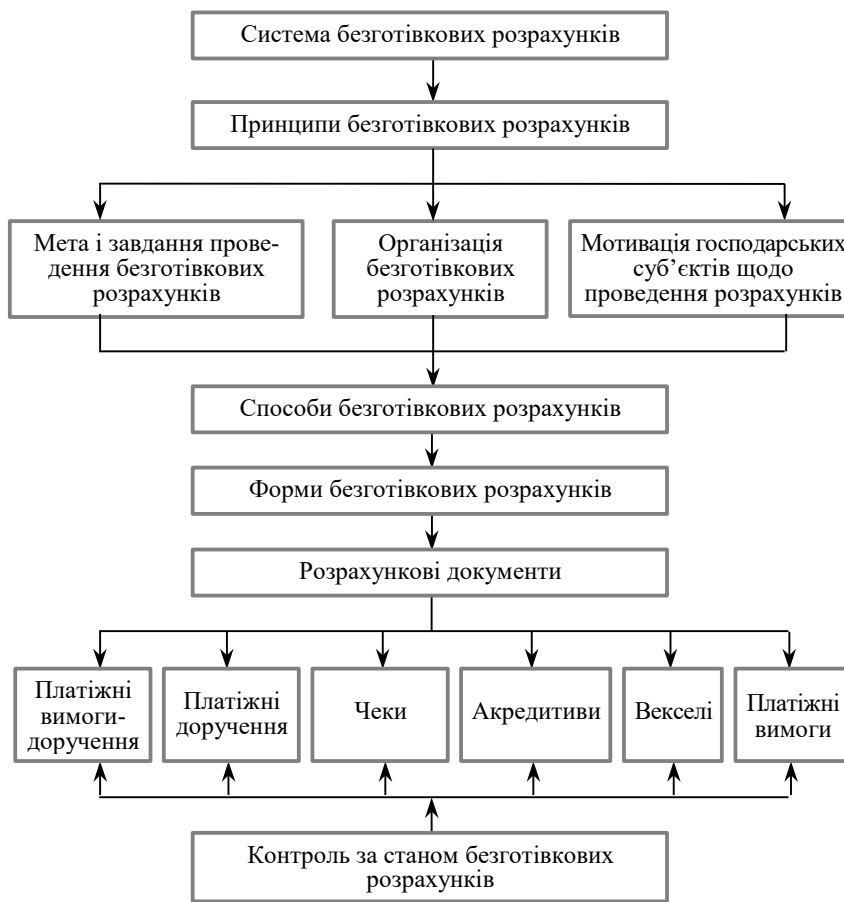 Система безготівкових розрахунків
Принципи безготівкових розрахунків
Мета і завдання прове-
дення безготівкових
розрахунків
Організація
безготівкових
розрахунків
Мотивація господарських
суб’єктів щодо
проведення розрахунків
Способи безготівкових розрахунків
Форми безготівкових розрахунків
Розрахункові документи
Платіжні
вимоги-
доручення
Платіжні
доручення
Чеки
Акредитиви
Векселі
Платіжні
вимоги
Контроль за станом безготівкових
розрахунків